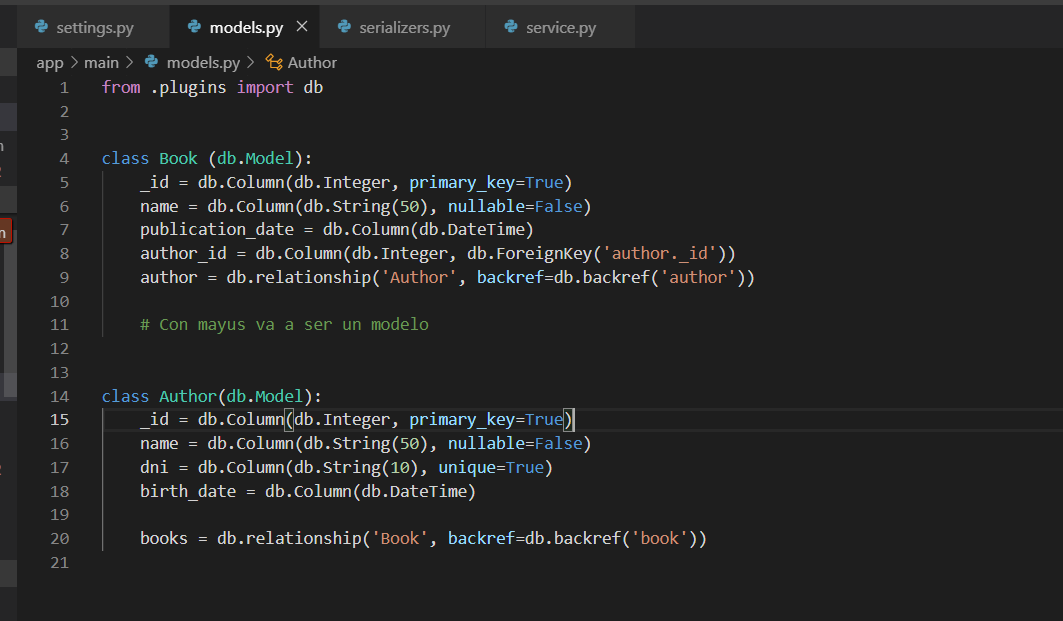 settings.py models.py × serializers.py service.py
app > main > models.py > Author
1 from .plugins import db
2
3
4 class Book (db.Model):
5 _id = db.Column(db.Integer, primary_key=True)
6 name = db.Column(db.String(50), nullable=False)
7 publication_date = db.Column(db.DateTime)
8 author_id = db.Column(db.Integer, db.ForeignKey('author._id'))
9 author = db.relationship('Author', backref=db.backref('author'))
10
11 # Con mayus va a ser un modelo
12
13
14 class Author(db.Model):
15 _id = db.Column(db.Integer, primary_key=True)
16 name = db.Column(db.String(50), nullable=False)
17 dni = db.Column(db.String(10), unique=True)
18 birth_date = db.Column(db.DateTime)
19
20 books = db.relationship('Book', backref=db.backref('book'))
21